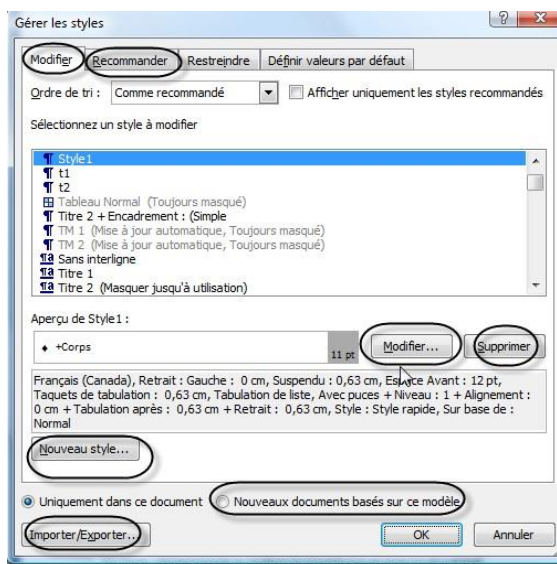 Gérer les styles
Modifier Recommander Restreindre Définir valeurs par défaut
Ordre de tri : Comme recommandé Afficher uniquement les styles recommandés
Sélectionnez un style à modifier
Style1
t1
t2
Tableau Normal (Toujours masqué)
Titre 2 + Encadrement : (Simple
TM 1 (Mise à jour automatique, Toujours masqué)
TM 2 (Mise à jour automatique, Toujours masqué)
Sans interligne
Titre 1
Titre 2 (Masquer jusqu'à utilisation)
Aperçu de Style1 :
+Corps 11 pt Modifier... Supprimer
Français (Canada), Retrait : Gauche : 0 cm, Suspendu : 0,63 cm, Espace Avant : 12 pt,
Taquets de tabulation : 0,63 cm, Tabulation de liste, Avec puces + Niveau : 1 + Alignement :
0 cm + Tabulation après : 0,63 cm + Retrait : 0,63 cm, Style : Style rapide, Sur base de :
Normal
Nouveau style...
Uniquement dans ce document Nouveaux documents basés sur ce modèle
Importer/Exporter... OK Annuler